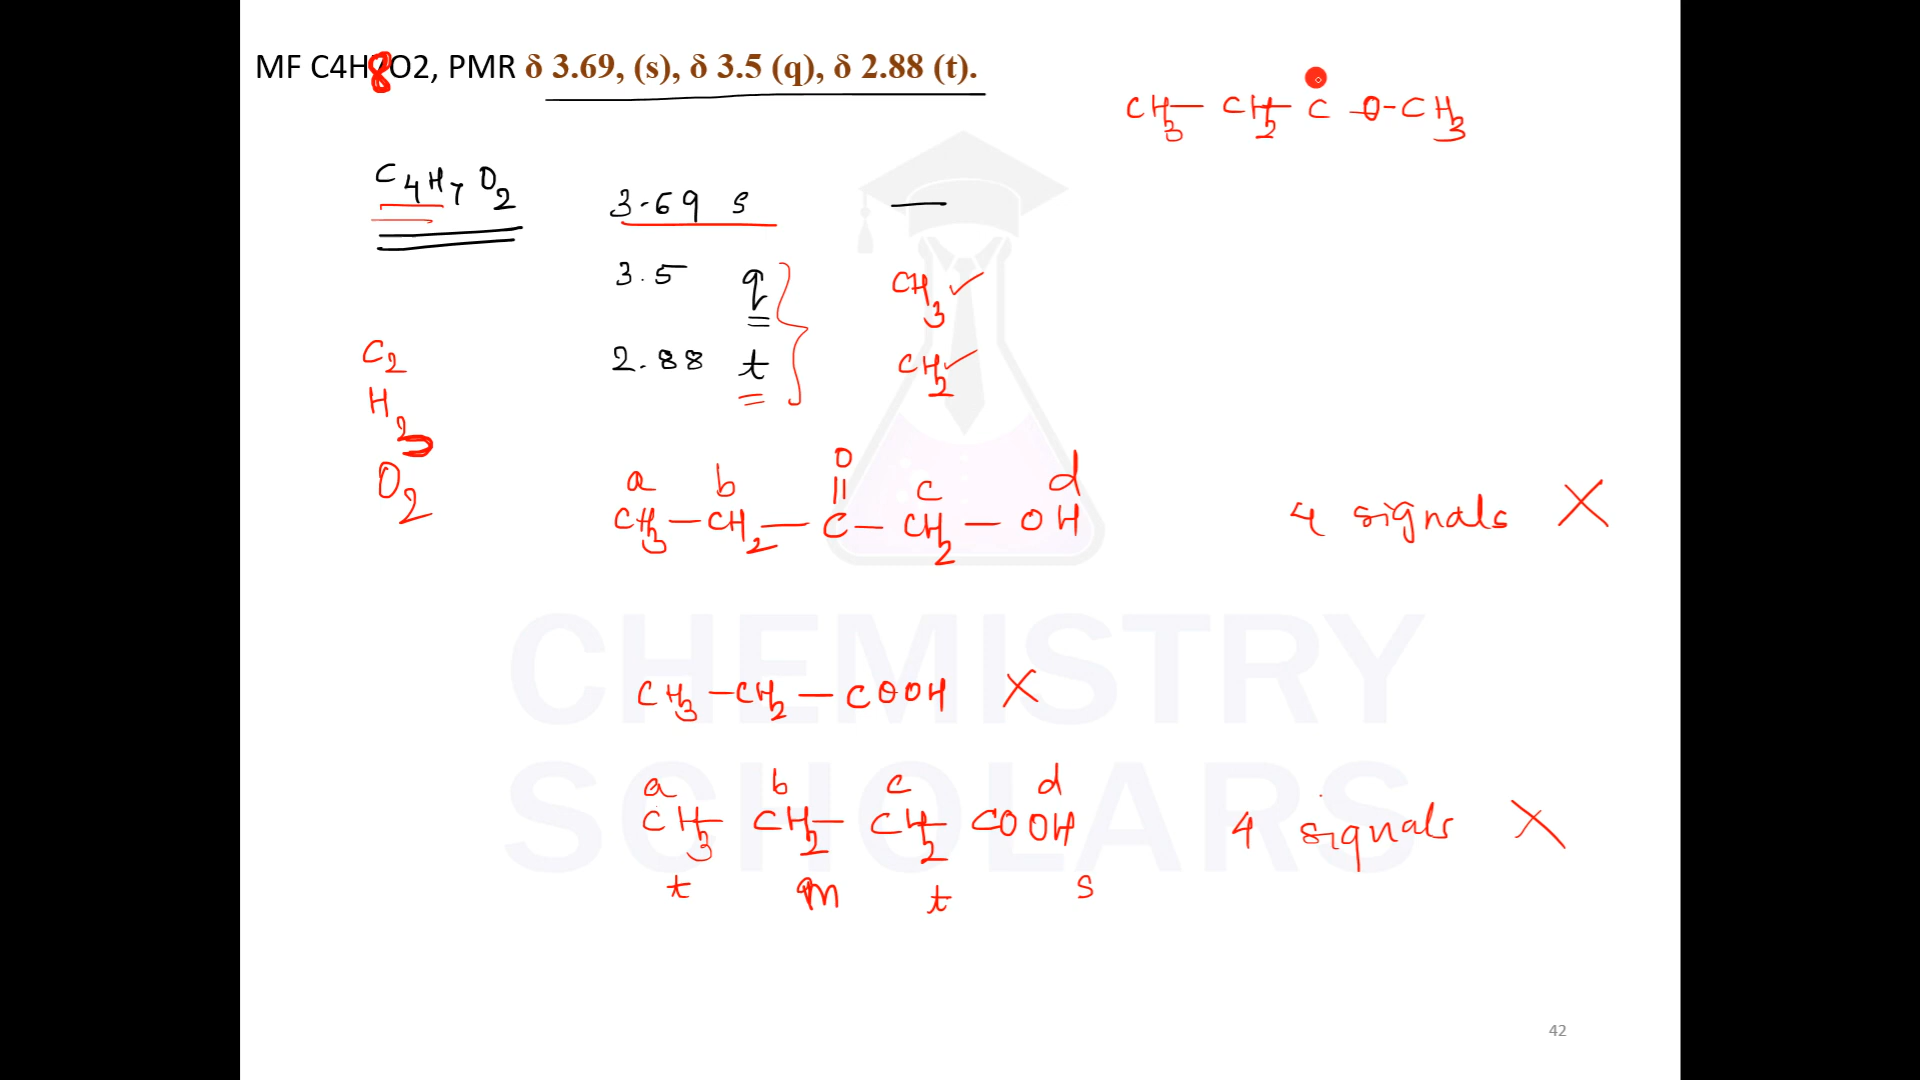 MF C4H8O2, PMR δ 3.69, (s), δ 3.5 (q), δ 2.88 (t).
CH3— CH2— C —O-CH3
C4H7 O2
3.69 s —
3.5 q CH3 ✓
2.88 t CH2 ✓
C2
H2
O2
O
||
a b c d
CH3 — CH2 — C — CH2 — OH
4 signals X
CH3 —CH2 — COOH X
a b c d
CH3— CH2— CH2— COOH
t m t s
4 signals X
CHEMISTRY
SCHOLARS
42